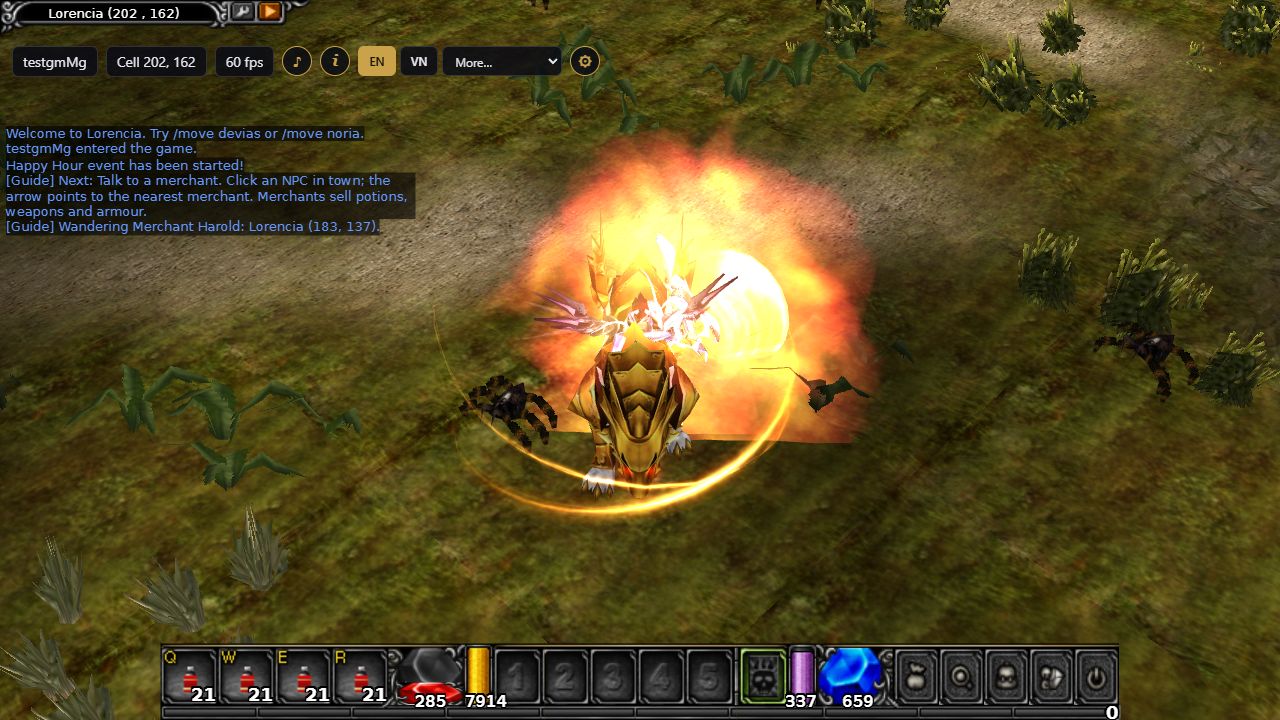 Lorencia (202 , 162)
testgmMg
Cell 202, 162
60 fps
i
EN
VN
More...
Welcome to Lorencia. Try /move devias or /move noria.
testgmMg entered the game.
Happy Hour event has been started!
[Guide] Next: Talk to a merchant. Click an NPC in town; the
arrow points to the nearest merchant. Merchants sell potions,
weapons and armour.
[Guide] Wandering Merchant Harold: Lorencia (183, 137).
Q W E R
21 21 21 21 285 7914 1 2 3 4 5 337 659
0